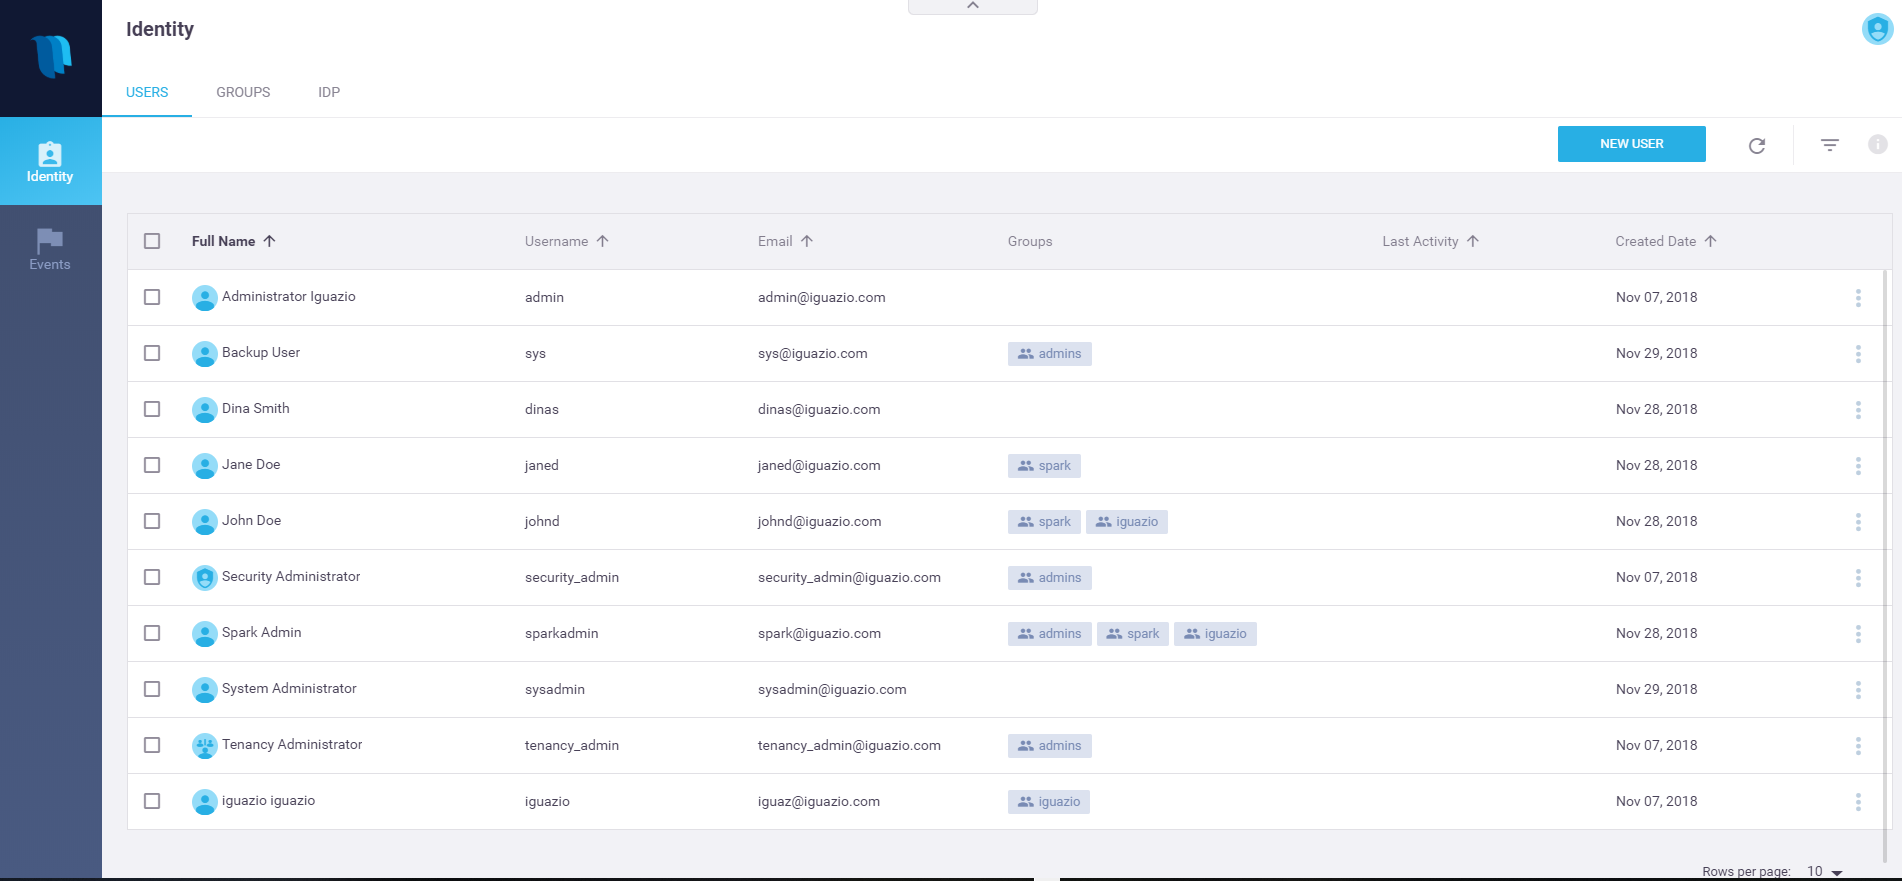 Identity
USERS GROUPS IDP
NEW USER
Identity
Events
Full Name Username Email Groups Last Activity Created Date
Administrator Iguazio admin admin@iguazio.com Nov 07, 2018
Backup User sys sys@iguazio.com admins Nov 29, 2018
Dina Smith dinas dinas@iguazio.com Nov 28, 2018
Jane Doe janed janed@iguazio.com spark Nov 28, 2018
John Doe johnd johnd@iguazio.com spark iguazio Nov 28, 2018
Security Administrator security_admin security_admin@iguazio.com admins Nov 07, 2018
Spark Admin sparkadmin spark@iguazio.com admins spark iguazio Nov 28, 2018
System Administrator sysadmin sysadmin@iguazio.com Nov 29, 2018
Tenancy Administrator tenancy_admin tenancy_admin@iguazio.com admins Nov 07, 2018
iguazio iguazio iguazio iguaz@iguazio.com iguazio Nov 07, 2018
Rows per page: 10